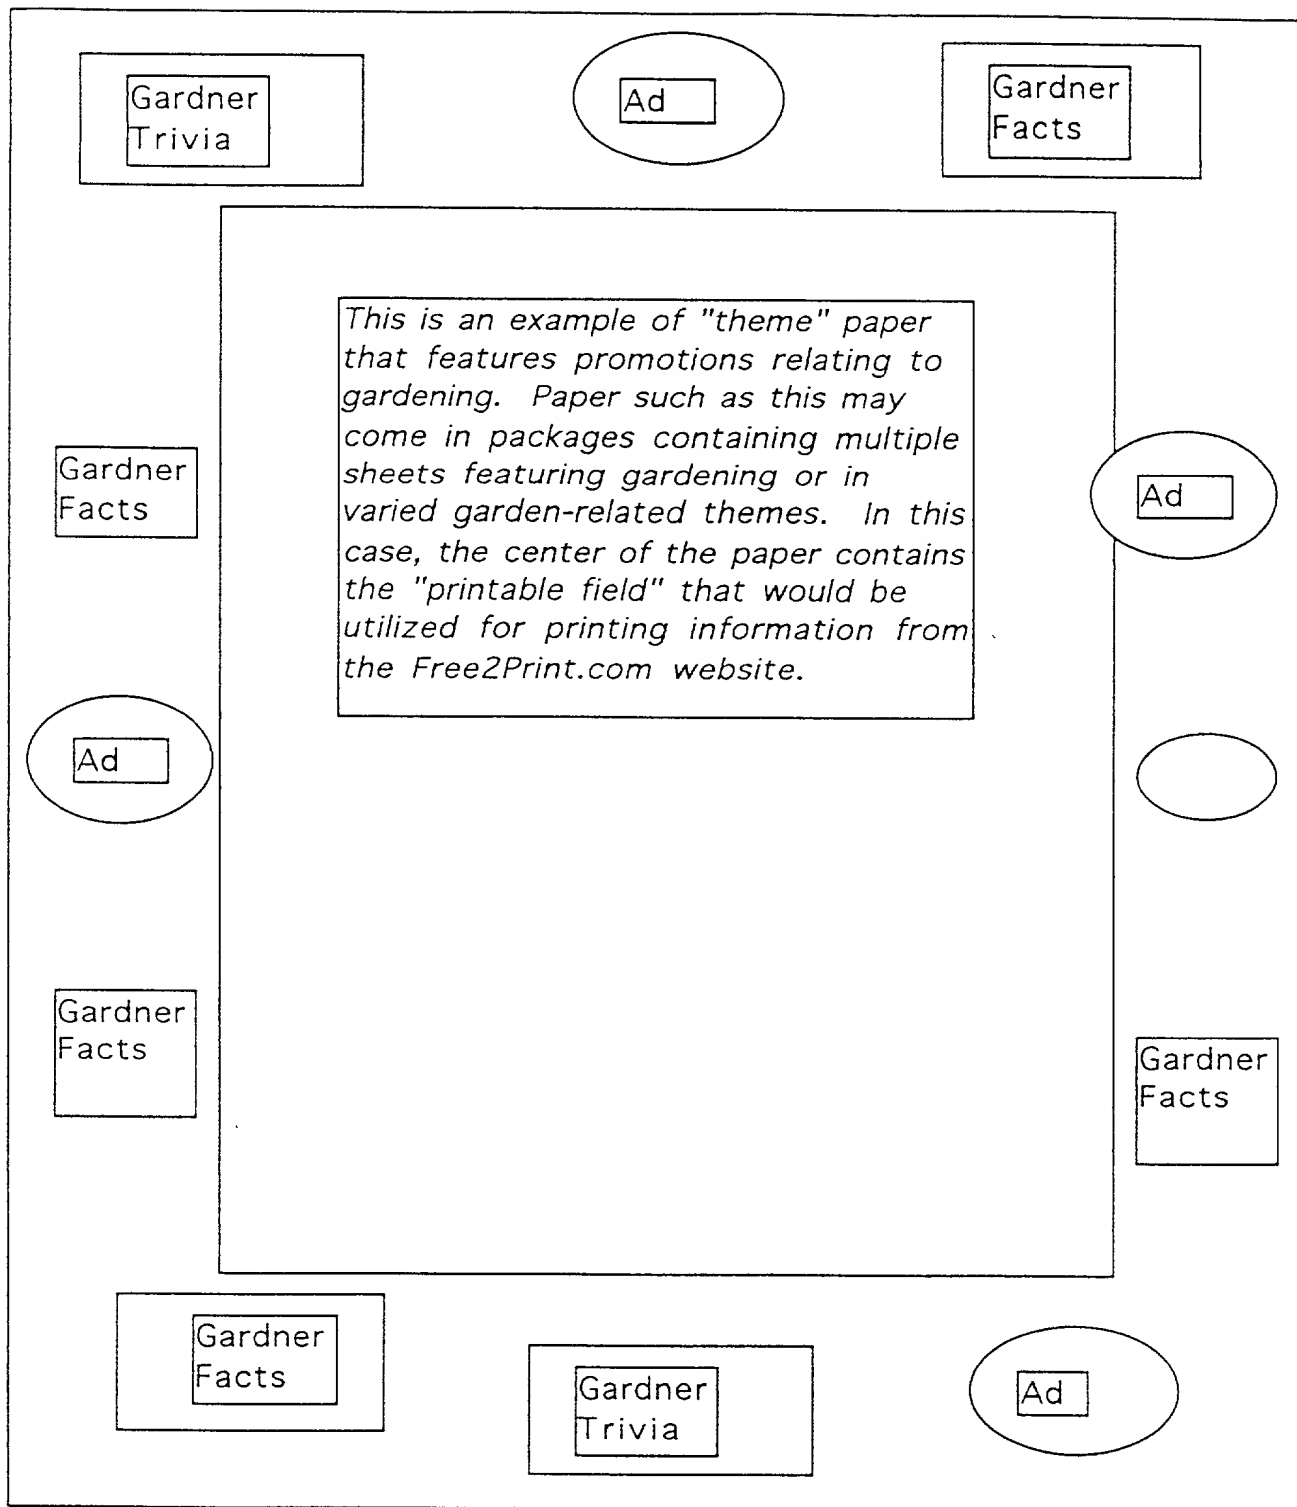 Gardner
Trivia
Ad
Gardner
Facts
This is an example of "theme" paper
that features promotions relating to
gardening. Paper such as this may
come in packages containing multiple
sheets featuring gardening or in
varied garden-related themes. In this
case, the center of the paper contains
the "printable field" that would be
utilized for printing information from
the Free2Print.com website.
Gardner
Facts
Ad
Ad
Gardner
Facts
Gardner
Facts
Gardner
Facts
Gardner
Trivia
Ad